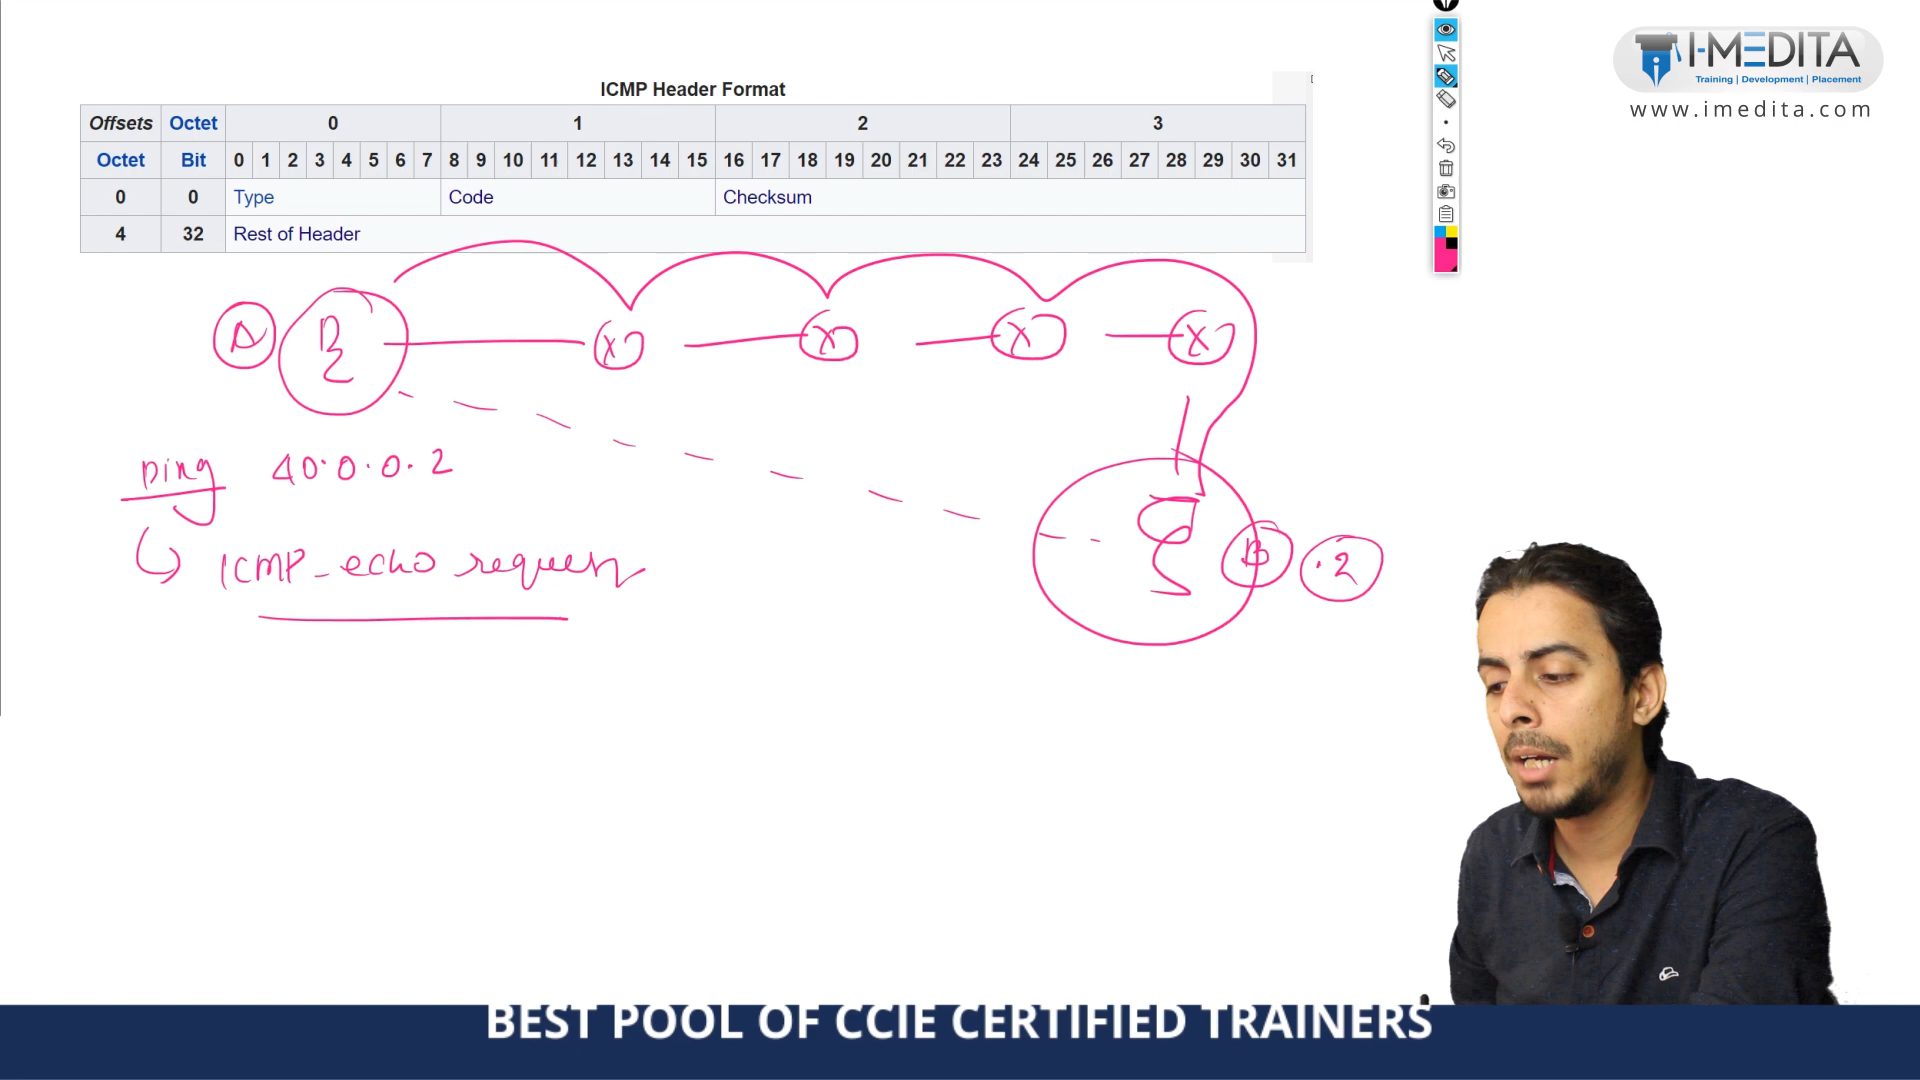 I-MEDITA
Training | Development | Placement
www.imedita.com
ICMP Header Format
Offsets Octet 0 1 2 3
Octet Bit 0 1 2 3 4 5 6 7 8 9 10 11 12 13 14 15 16 17 18 19 20 21 22 23 24 25 26 27 28 29 30 31
0 0 Type Code Checksum
4 32 Rest of Header
A
X X X X
ping 40.0.0.2
ICMP-echo request
B .2
BEST POOL OF CCIE CERTIFIED TRAINERS